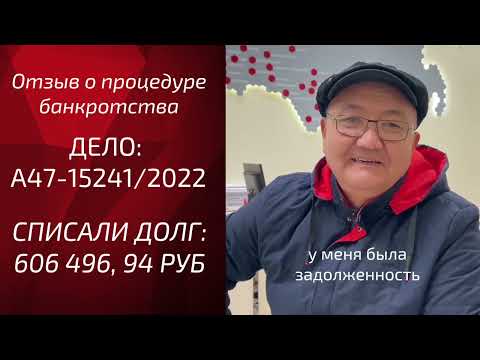 Отзыв о процедуре
банкротства
ДЕЛО:
А47-15241/2022
СПИСАЛИ ДОЛГ:
606 496, 94 РУБ
у меня была
задолженность